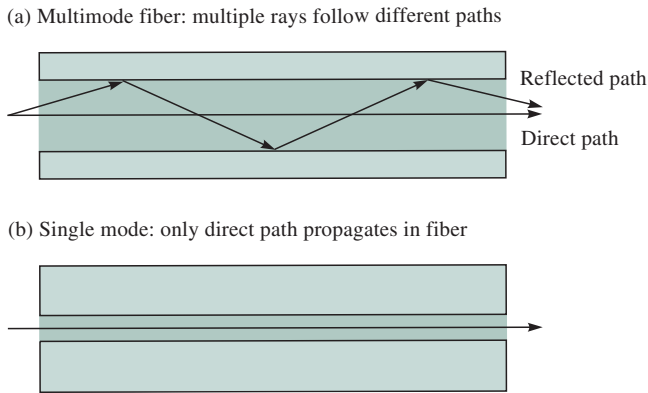 (a) Multimode fiber: multiple rays follow different paths
Reflected path
Direct path
(b) Single mode: only direct path propagates in fiber